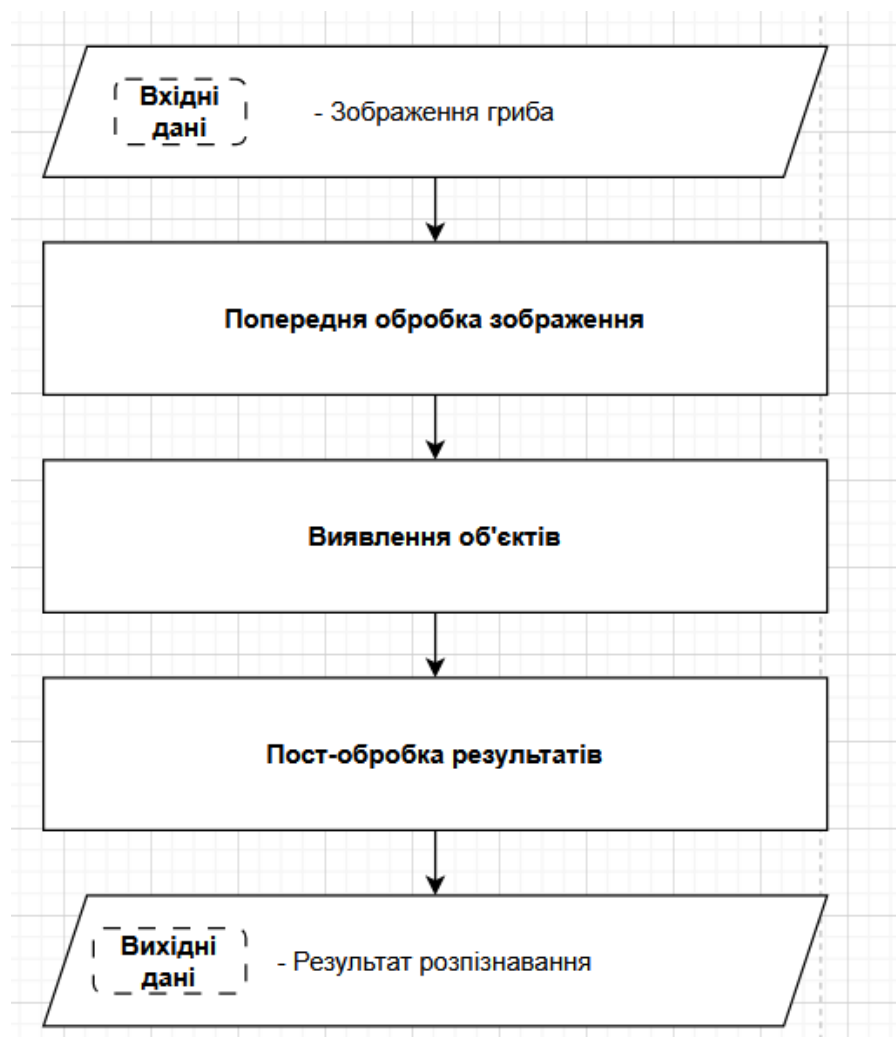 Вхідні
дані
- Зображення гриба
Попередня обробка зображення
Виявлення об'єктів
Пост-обробка результатів
Вихідні
дані
- Результат розпізнавання